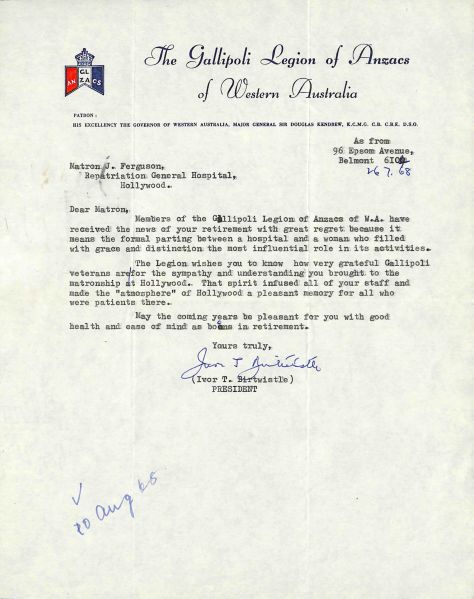 GL
AN ZA CS
The Gallipoli Legion of Anzacs
of Western Australia
PATRON:
HIS EXCELLENCY THE GOVERNOR OF WESTERN AUSTRALIA, MAJOR GENERAL SIR DOUGLAS KENDREW, K.C.M.G. C.B. C.B.E. D.S.O.
As from
96 Epsom Avenue,
Belmont 6104
26 7. 68
Matron J. Ferguson,
Repatriation General Hospital,
Hollywood.
Dear Matron,
Members of the Gallipoli Legion of Anzacs of W.A. have
received the news of your retirement with great regret because it
means the formal parting between a hospital and a woman who filled
with grace and distinction the most influential role in its activities.
The Legion wishes you to know how very grateful Gallipoli
veterans are for the sympathy and understanding you brought to the
matronship at Hollywood. That spirit infused all of your staff and
made the "atmosphere" of Hollywood a pleasant memory for all who
were patients there.
May the coming years be pleasant for you with good
health and ease of mind as boons in retirement.
Yours truly,
Ivor T Birtwistle
(Ivor T. Birtwistle)
PRESIDENT
20 Aug 68